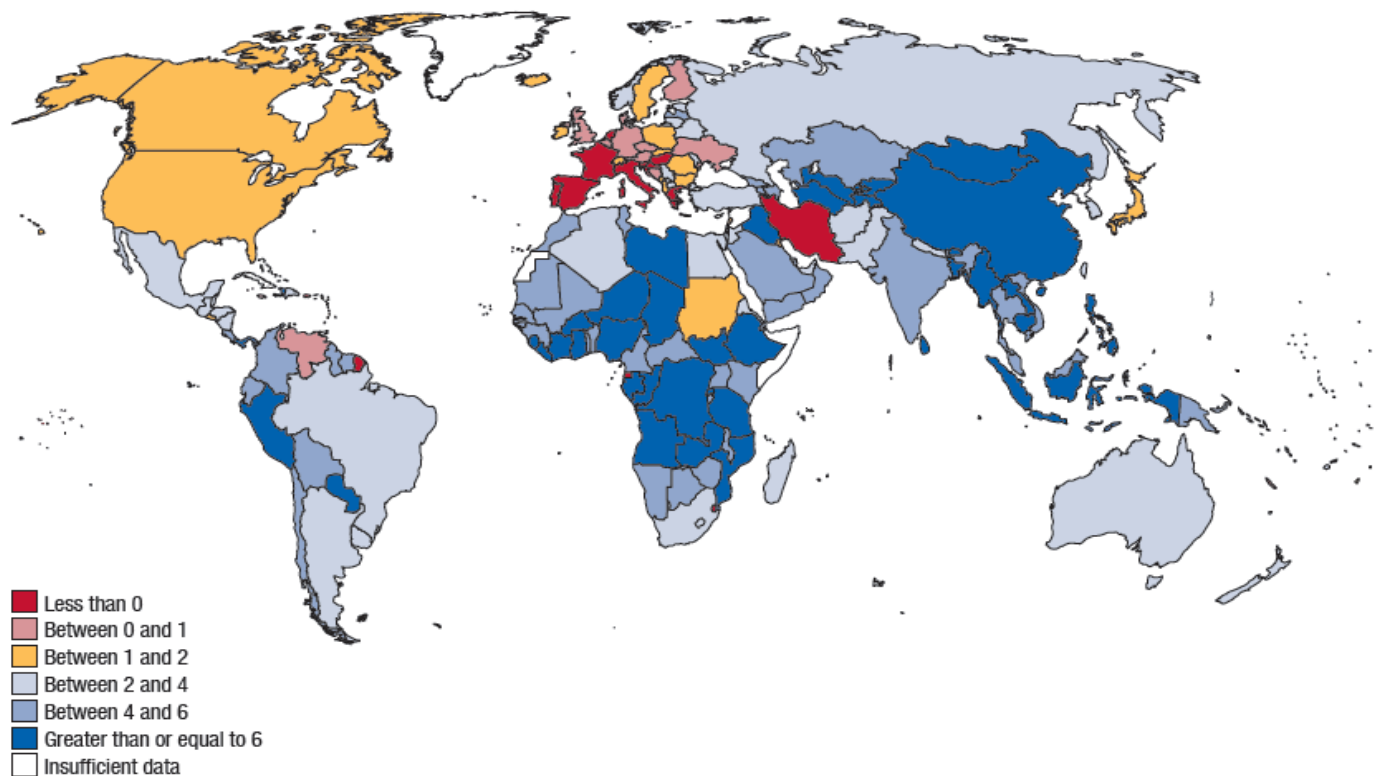 Less than 0
Between 0 and 1
Between 1 and 2
Between 2 and 4
Between 4 and 6
Greater than or equal to 6
Insufficient data